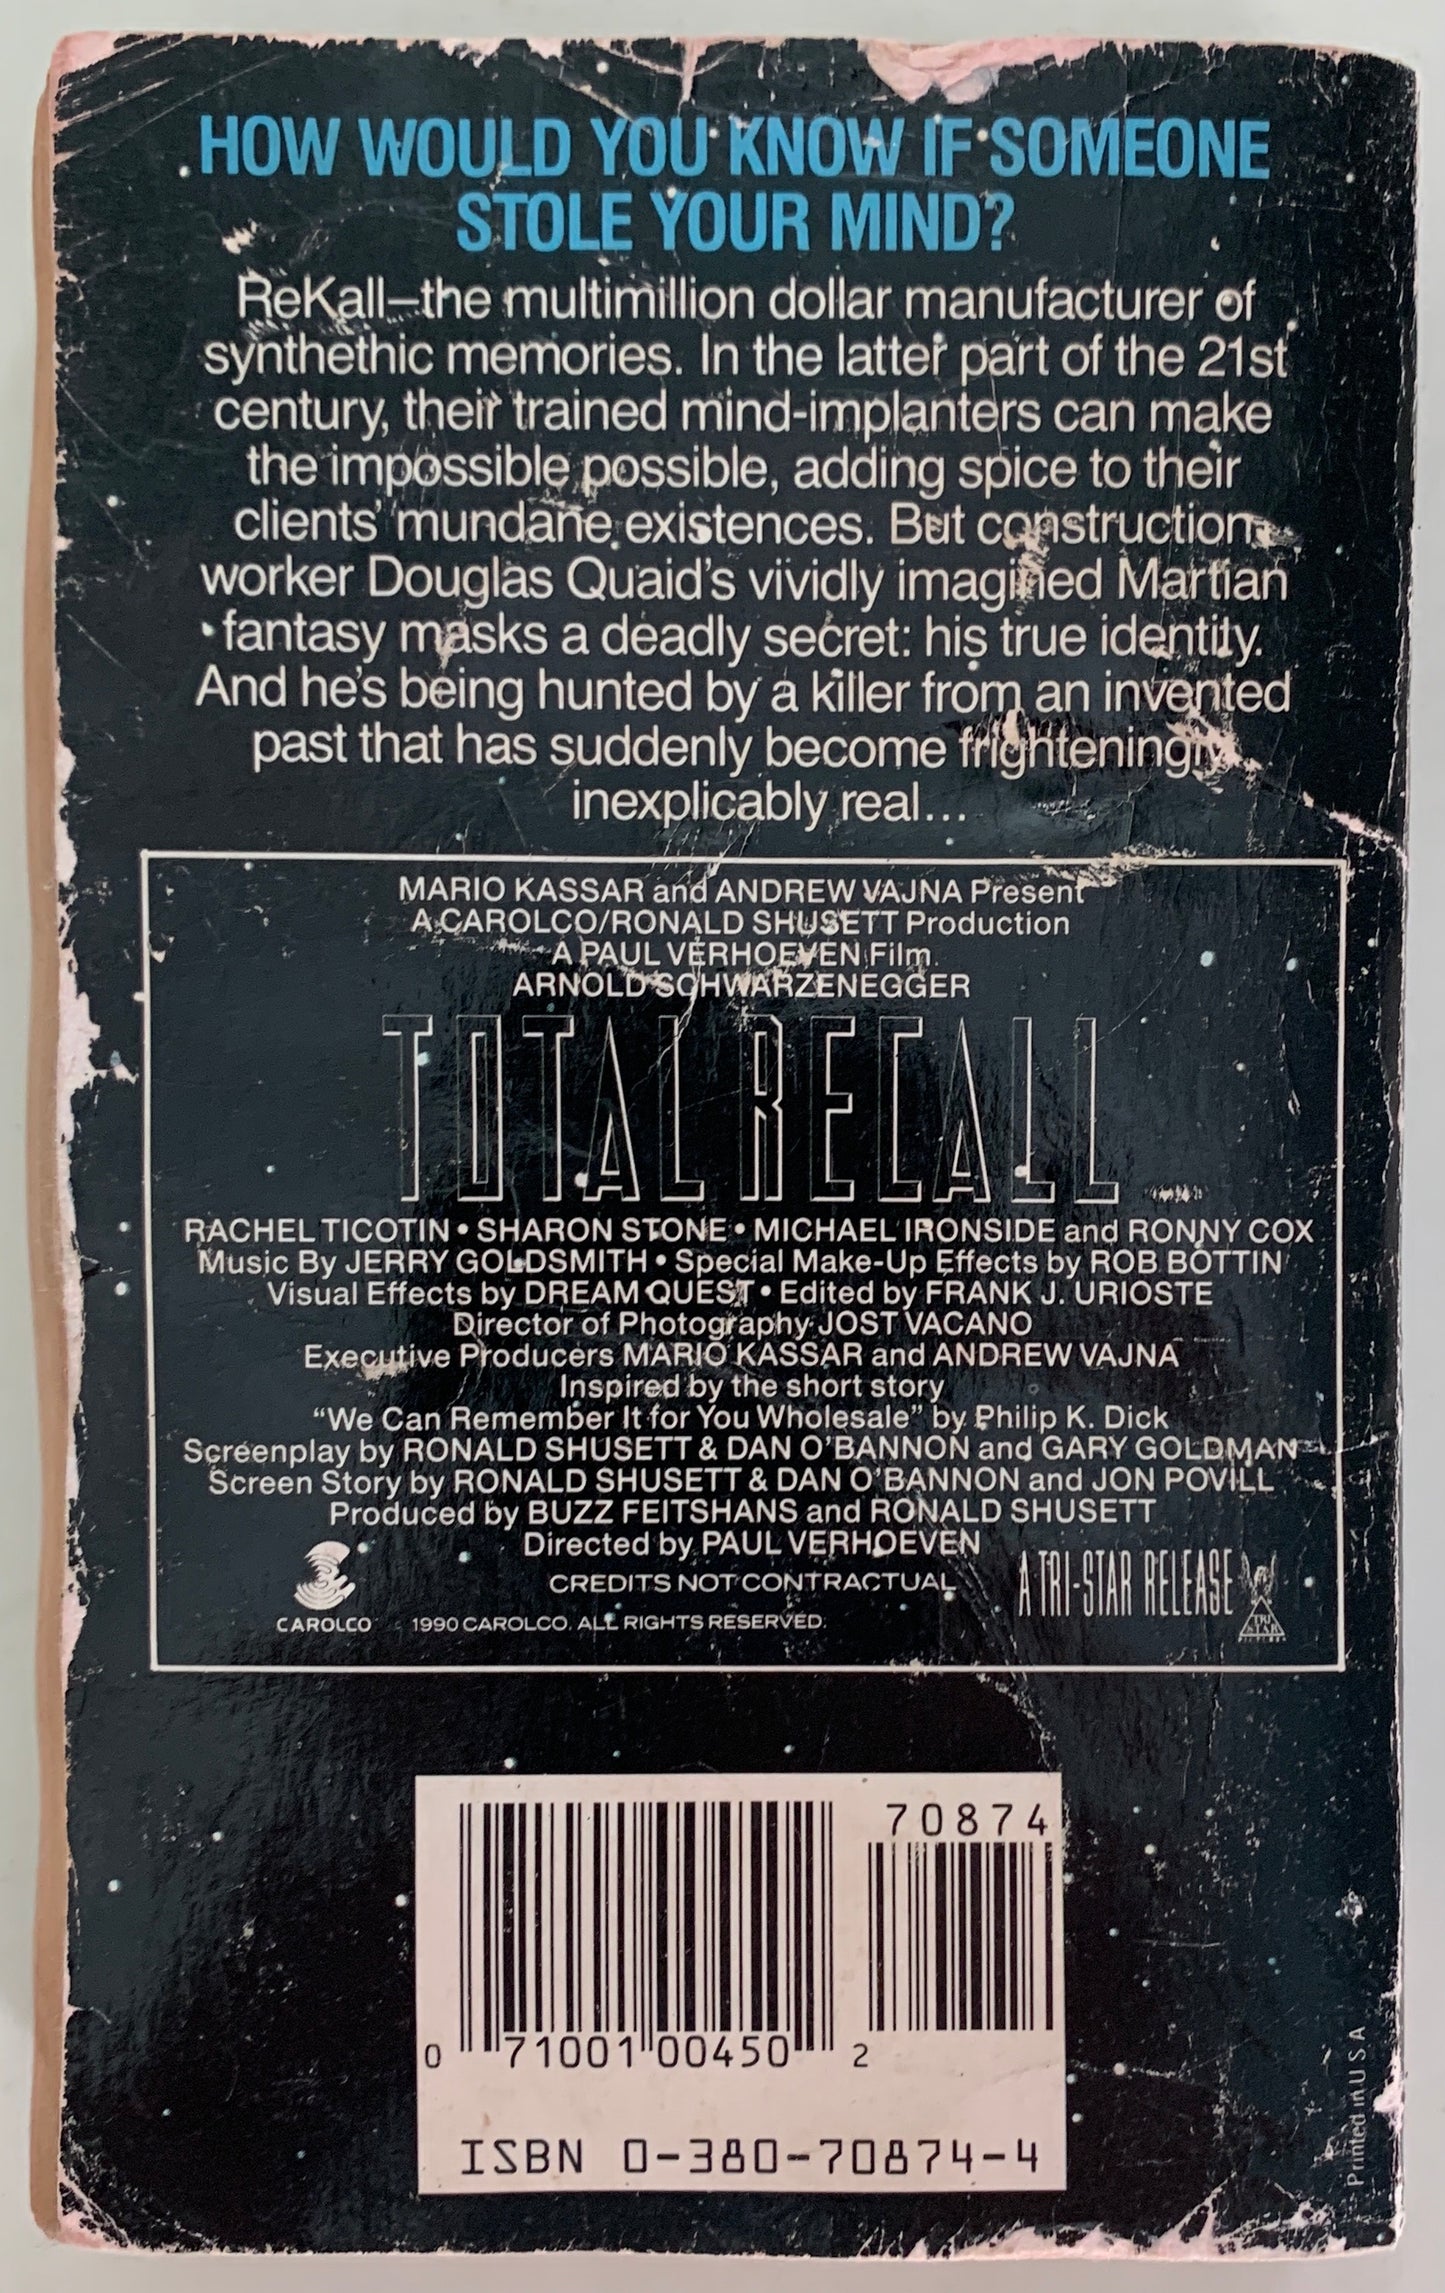 HOW WOULD YOU KNOW IF SOMEONE
STOLE YOUR MIND?
ReKall—the multimillion dollar manufacturer of
synthethic memories. In the latter part of the 21st
century, their trained mind-implanters can make
the impossible possible, adding spice to their
clients' mundane existences. But construction
worker Douglas Quaid's vividly imagined Martian
fantasy masks a deadly secret: his true identity.
And he's being hunted by a killer from an invented
past that has suddenly become frighteningly,
inexplicably real...
MARIO KASSAR and ANDREW VAJNA Present
A CAROLCO/RONALD SHUSETT Production
A PAUL VERHOEVEN Film
ARNOLD SCHWARZENEGGER
TOTAL RECALL
RACHEL TICOTIN • SHARON STONE • MICHAEL IRONSIDE and RONNY COX
Music By JERRY GOLDSMITH • Special Make-Up Effects by ROB BOTTIN
Visual Effects by DREAM QUEST • Edited by FRANK J. URIOSTE
Director of Photography JOST VACANO
Executive Producers MARIO KASSAR and ANDREW VAJNA
Inspired by the short story
"We Can Remember It for You Wholesale" by Philip K. Dick
Screenplay by RONALD SHUSETT & DAN O'BANNON and GARY GOLDMAN
Screen Story by RONALD SHUSETT & DAN O'BANNON and JON POVILL
Produced by BUZZ FEITSHANS and RONALD SHUSETT
Directed by PAUL VERHOEVEN
CREDITS NOT CONTRACTUAL
A TRI-STAR RELEASE
TRI STAR PICTURES
CAROLCO
1990 CAROLCO. ALL RIGHTS RESERVED.
70874
0 71001 00450 2
ISBN 0-380-70874-4
Printed in U.S.A.